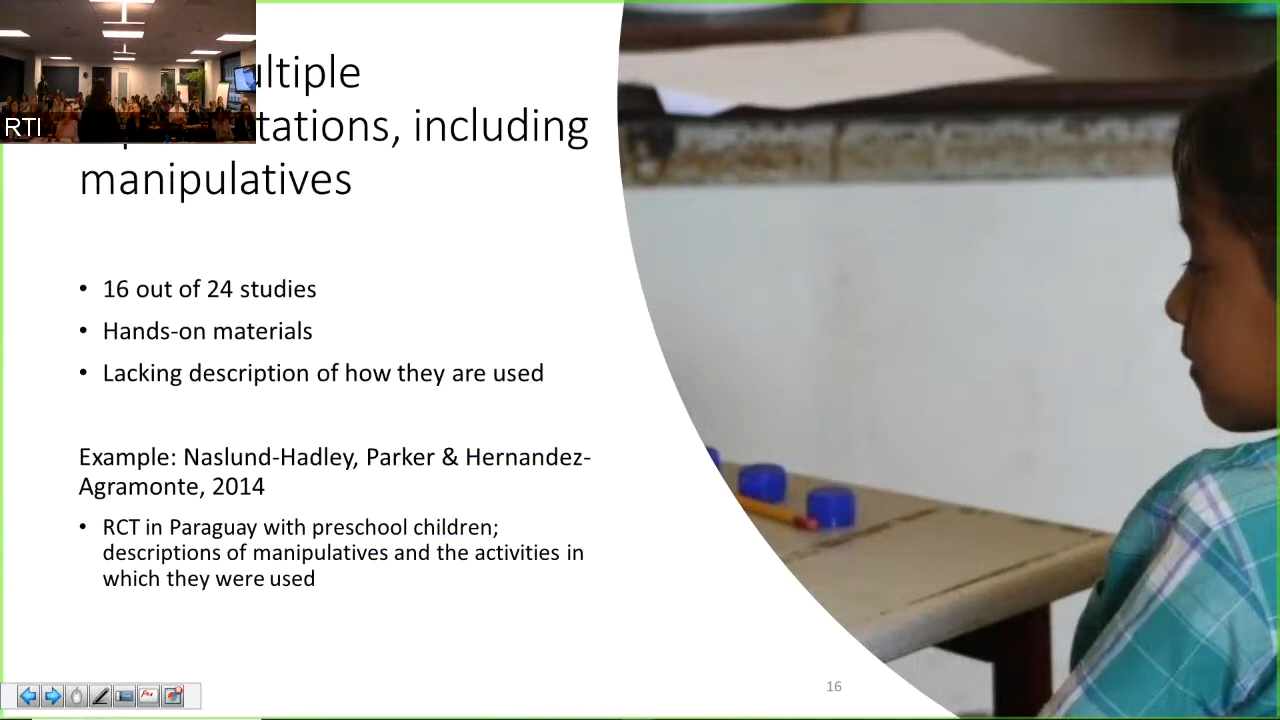 RTI
ultiple
tations, including
manipulatives
• 16 out of 24 studies
• Hands-on materials
• Lacking description of how they are used
Example: Naslund-Hadley, Parker & Hernandez-
Agramonte, 2014
• RCT in Paraguay with preschool children;
descriptions of manipulatives and the activities in
which they were used
16